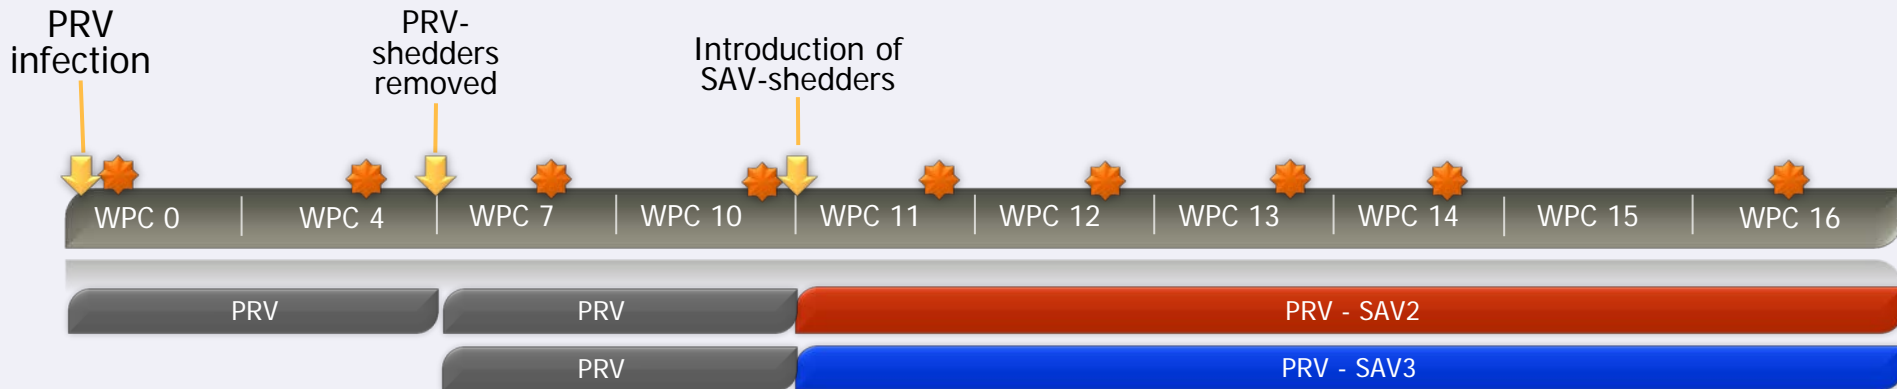 PRV
infection
PRV-
shedders
removed
Introduction of
SAV-shedders
WPC 0
WPC 4
WPC 7
WPC 10
WPC 11
WPC 12
WPC 13
WPC 14
WPC 15
WPC 16
PRV
PRV
PRV - SAV2
PRV
PRV - SAV3